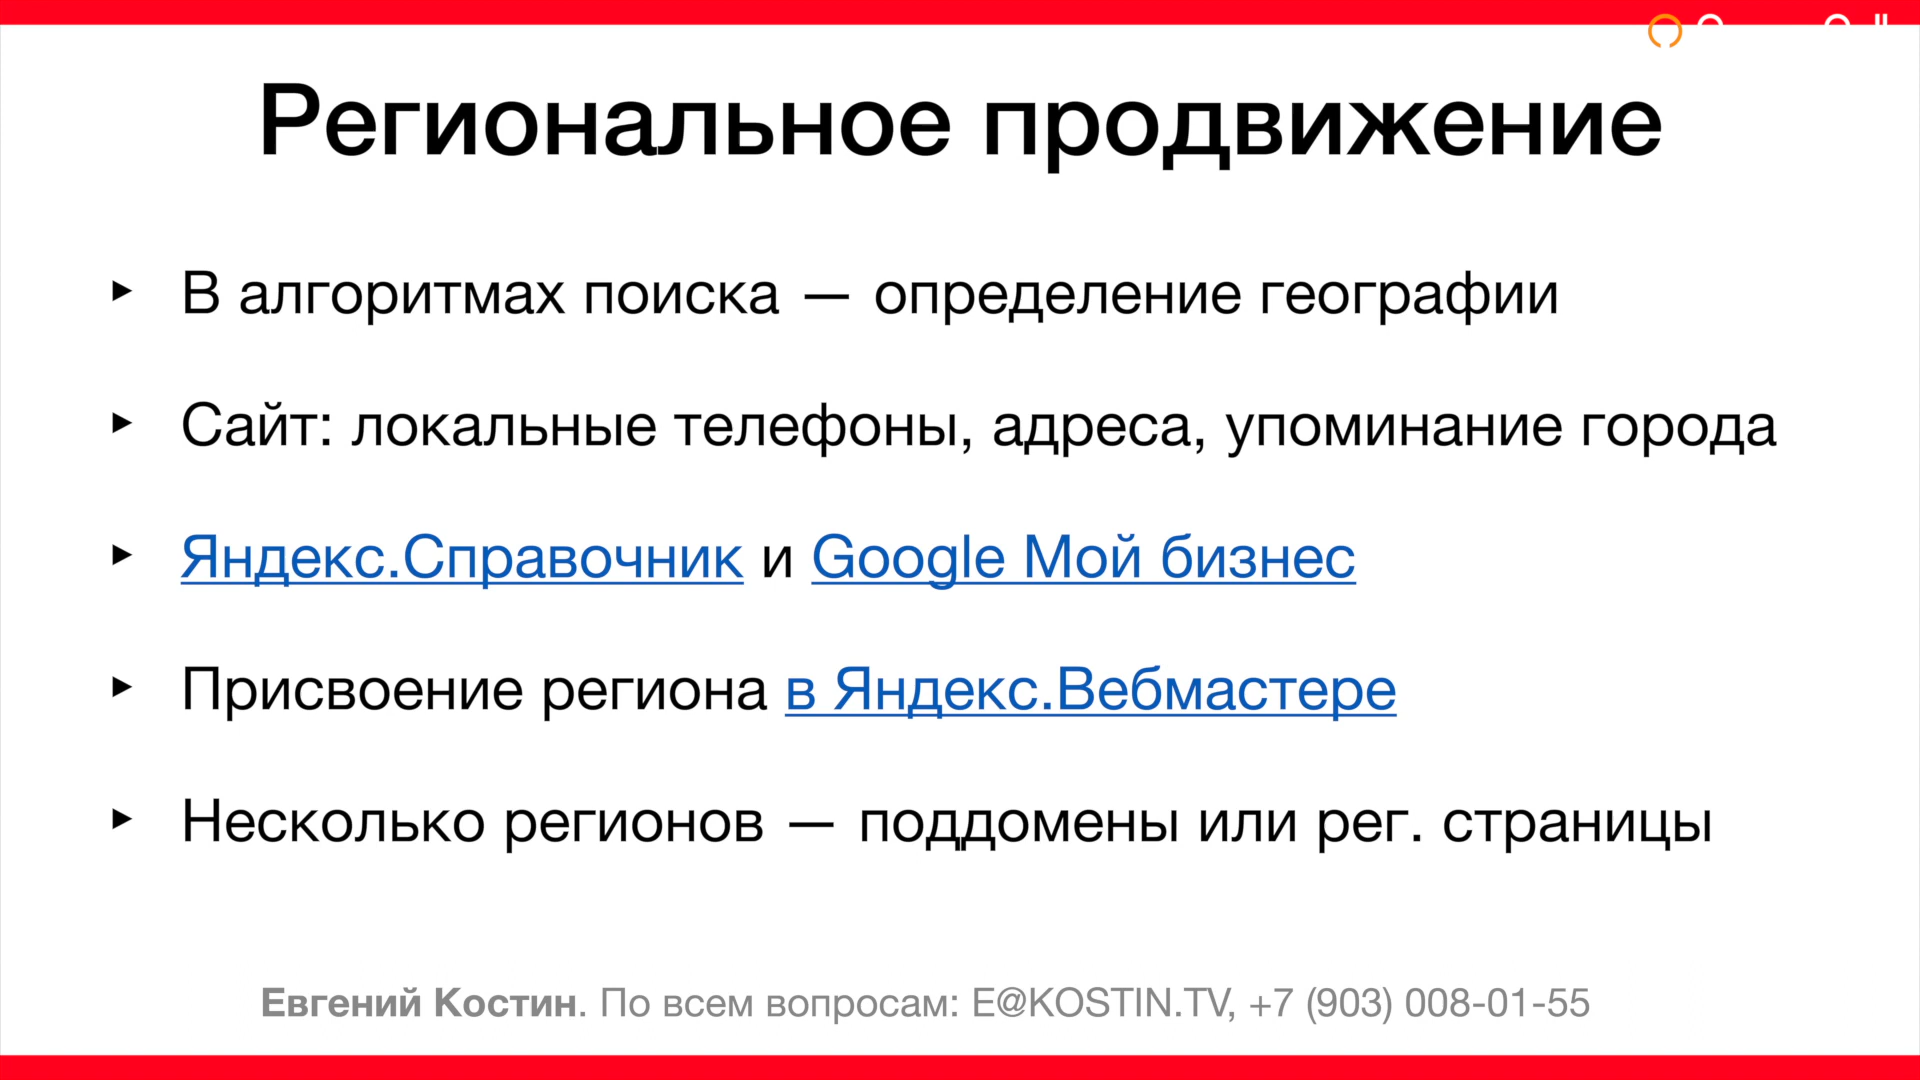 Региональное продвижение
‣ В алгоритмах поиска — определение географии
‣ Сайт: локальные телефоны, адреса, упоминание города
‣ Яндекс.Справочник и Google Мой бизнес
‣ Присвоение региона в Яндекс.Вебмастере
‣ Несколько регионов — поддомены или рег. страницы
Евгений Костин. По всем вопросам: E@KOSTIN.TV, +7 (903) 008-01-55